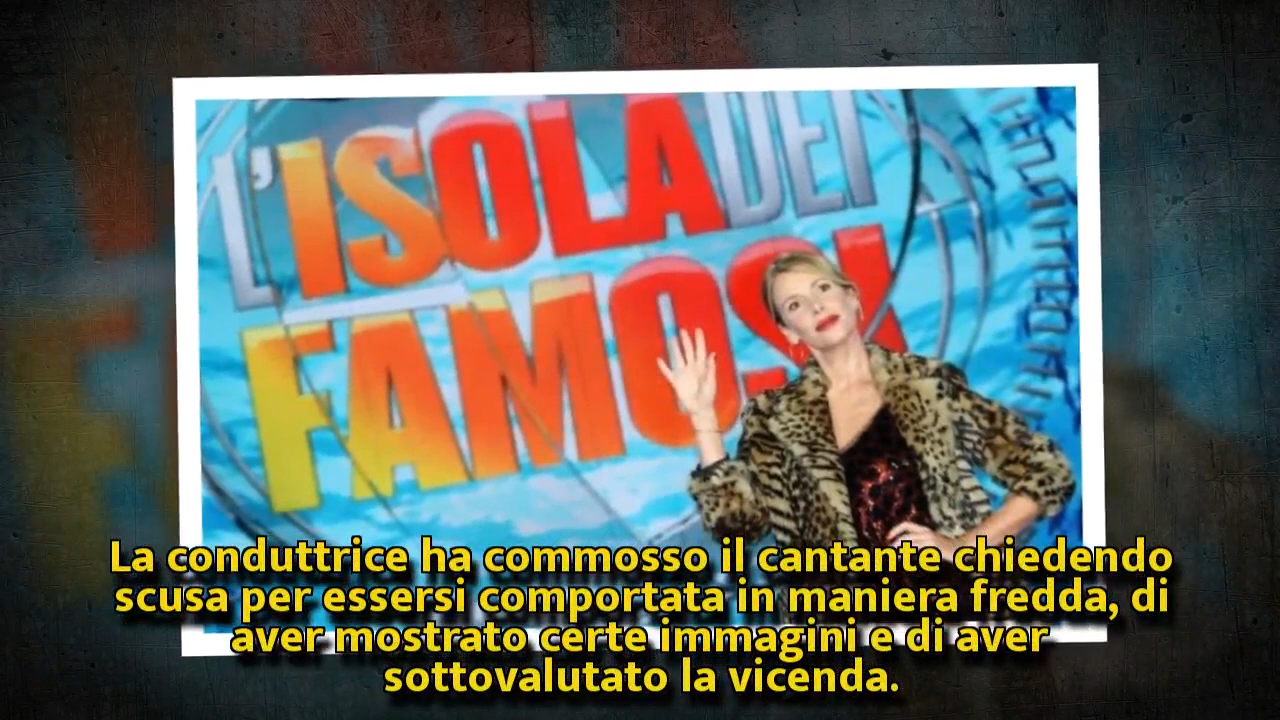 L'ISOLA DEI
FAMOSI
La conduttrice ha commosso il cantante chiedendo
scusa per essersi comportata in maniera fredda, di
aver mostrato certe immagini e di aver
sottovalutato la vicenda.